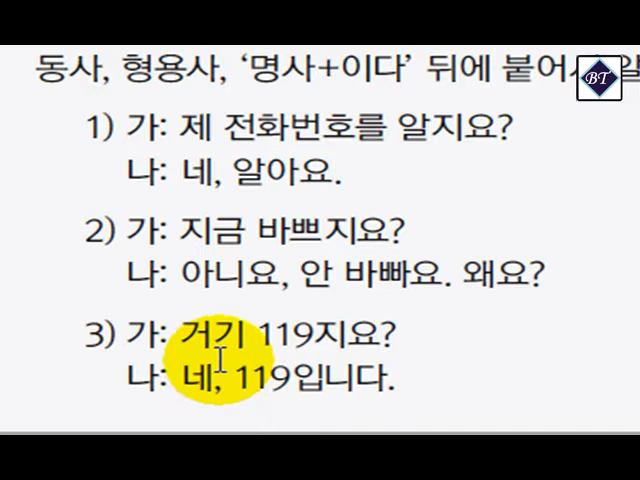 동사, 형용사, ‘명사+이다’ 뒤에 붙어
BT
1) 가: 제 전화번호를 알지요?
나: 네, 알아요.
2) 가: 지금 바쁘지요?
나: 아니요, 안 바빠요. 왜요?
3) 가: 거기 119지요?
나: 네, 119입니다.